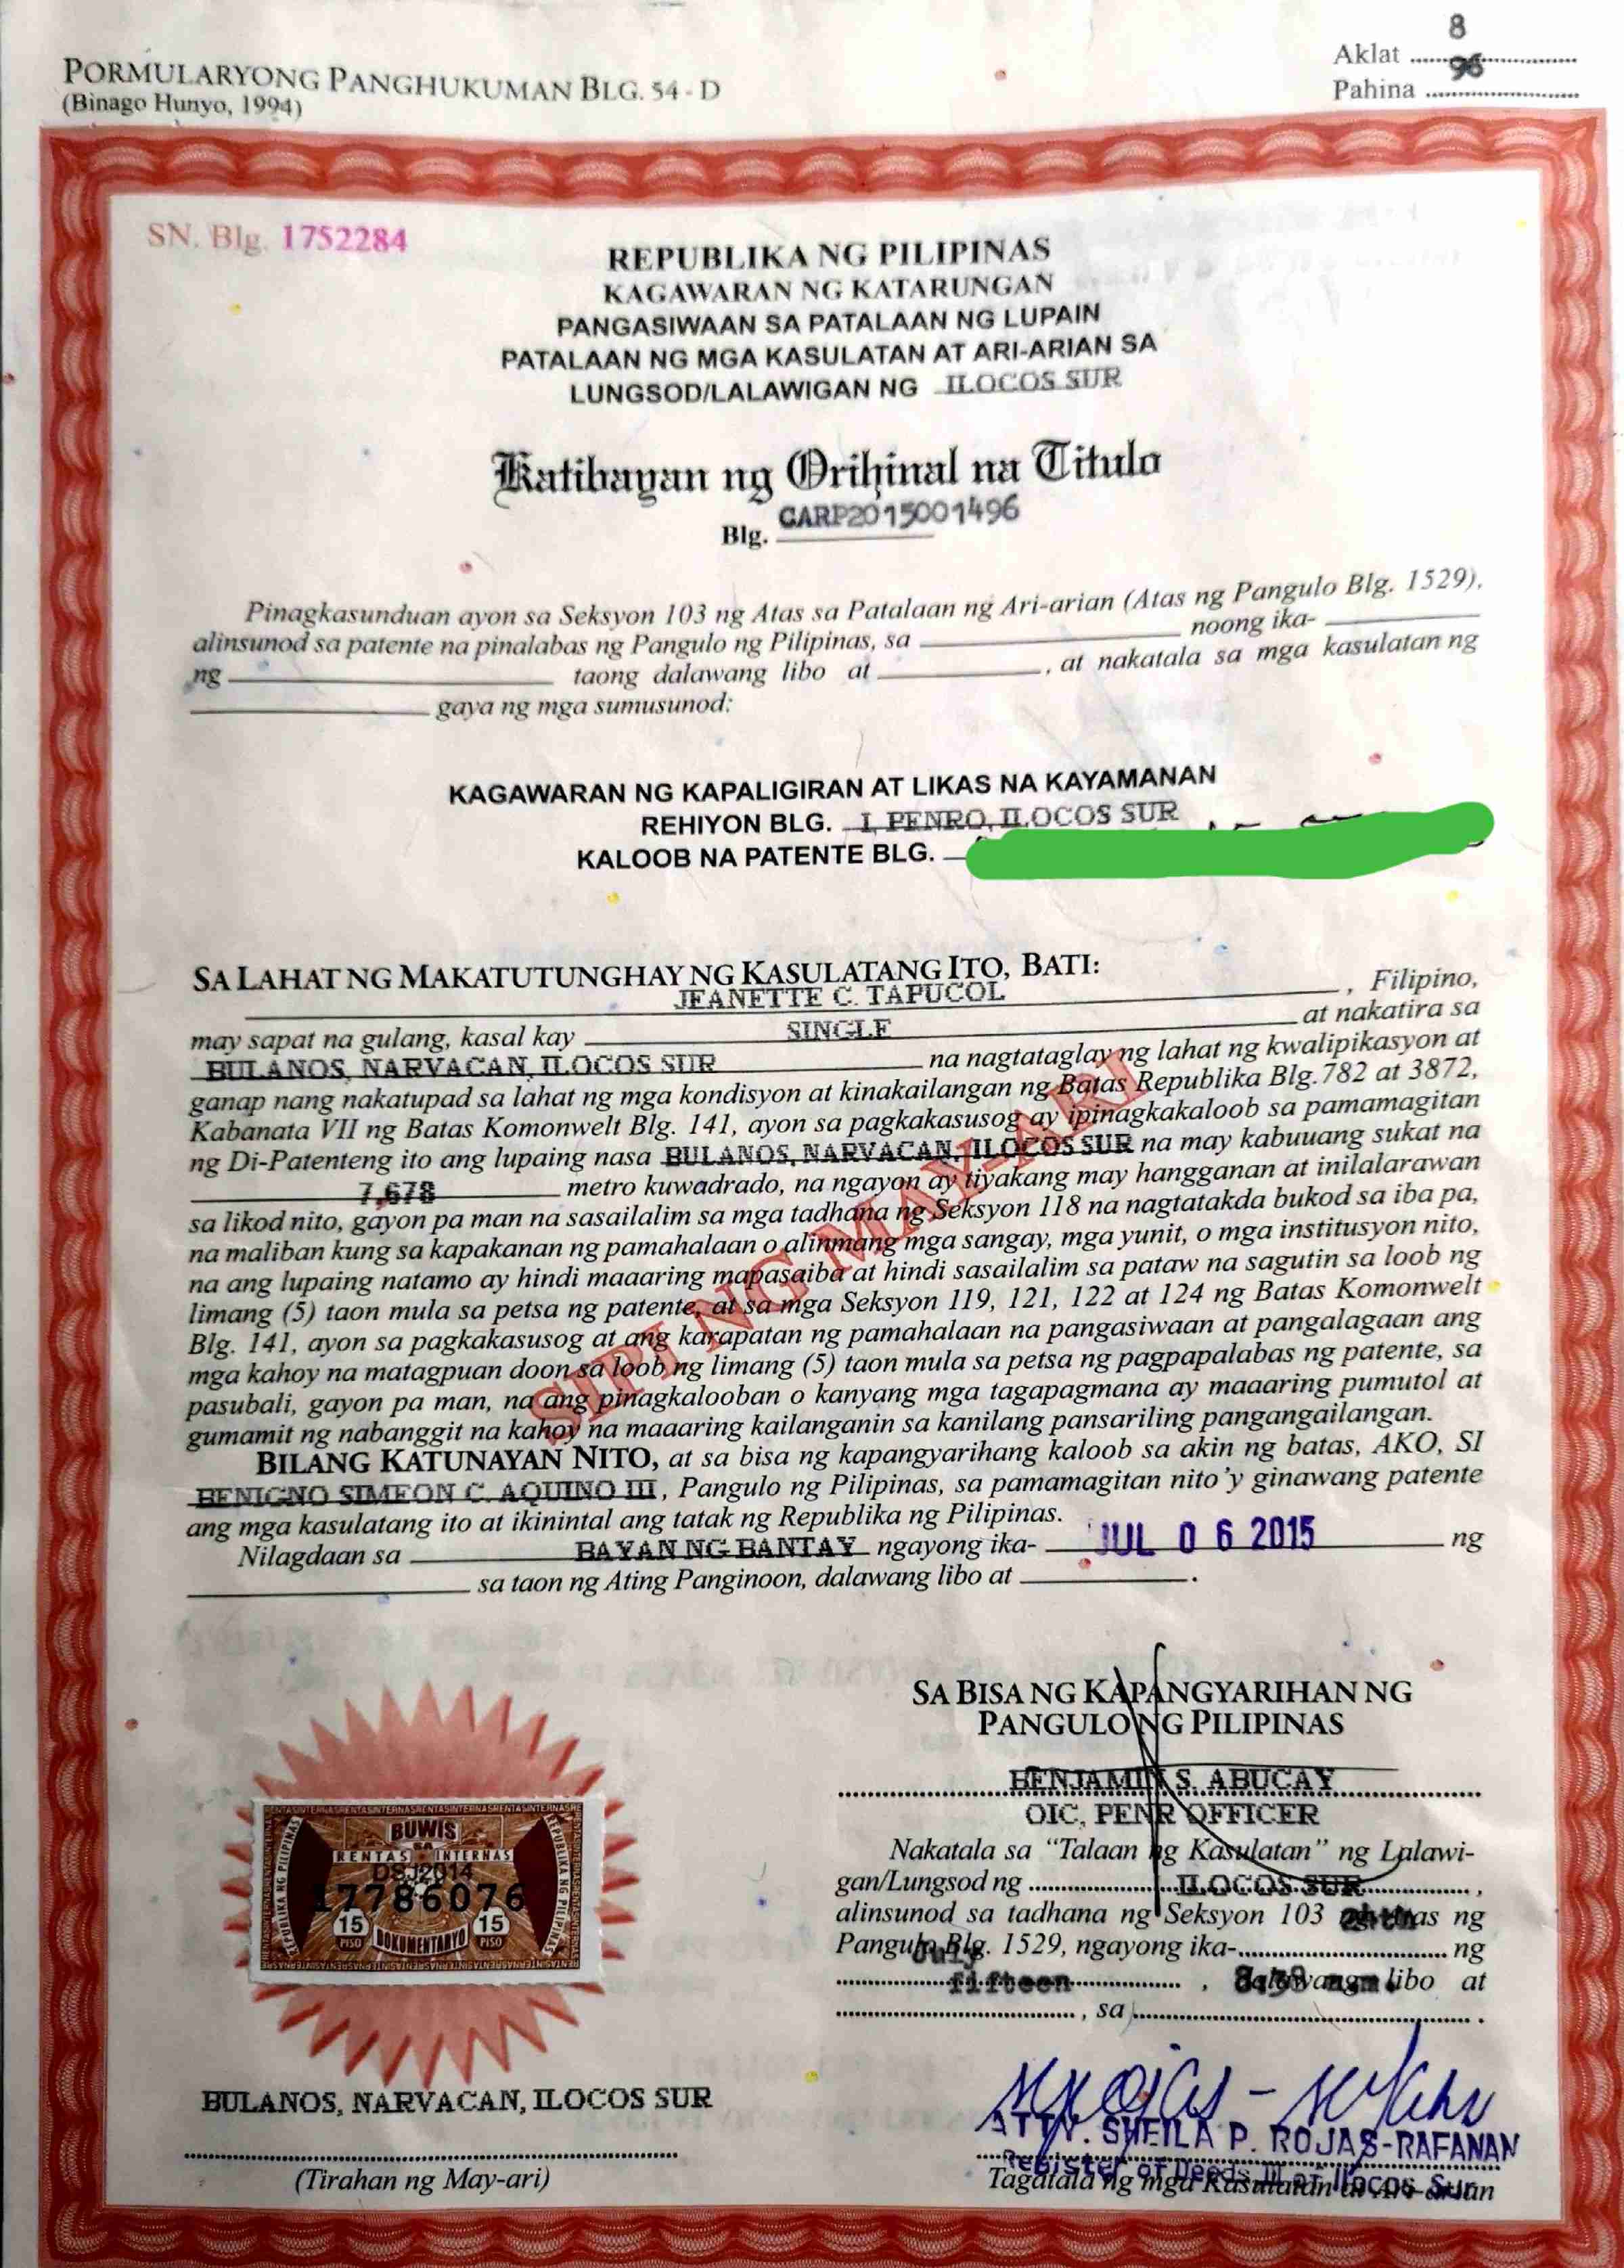 8
Aklat
96
Pahina
PORMULARYONG PANGHUKUMAN BLG. 54 - D
(Binago Hunyo, 1994)
SN. Blg. 1752284
REPUBLIKA NG PILIPINAS
KAGAWARAN NG KATARUNGAN
PANGASIWAAN SA PATALAAN NG LUPAIN
PATALAAN NG MGA KASULATAN AT ARI-ARIAN SA
LUNGSOD/LALAWIGAN NG ILOCOS SUR
Katibayan ng Orihinal na Titulo
Blg. CARP2015001496
Pinagkasunduan ayon sa Seksyon 103 ng Atas sa Patalaan ng Ari-arian (Atas ng Pangulo Blg. 1529),
alinsunod sa patente na pinalabas ng Pangulo ng Pilipinas, sa noong ika-
ng taong dalawang libo at , at nakatala sa mga kasulatan ng
gaya ng mga sumusunod:
KAGAWARAN NG KAPALIGIRAN AT LIKAS NA KAYAMANAN
REHIYON BLG. I, PENRO, ILOCOS SUR
KALOOB NA PATENTE BLG.
SA LAHAT NG MAKATUTUNGHAY NG KASULATANG ITO, BATI:
JEANETTE C. TAPUCOL , Filipino,
may sapat na gulang, kasal kay SINGLE at nakatira sa
BULANOS, NARVACAN, ILOCOS SUR na nagtataglay ng lahat ng kwalipikasyon at
ganap nang nakatupad sa lahat ng mga kondisyon at kinakailangan ng Batas Republika Blg.782 at 3872,
Kabanata VII ng Batas Komonwelt Blg. 141, ayon sa pagkakasusog ay ipinagkakaloob sa pamamagitan
ng Di-Patenteng ito ang lupaing nasa BULANOS, NARVACAN, ILOCOS SUR na may kabuuang sukat na
7,678 metro kuwadrado, na ngayon ay tiyakang may hangganan at inilalarawan
sa likod nito, gayon pa man na sasailalim sa mga tadhana ng Seksyon 118 na nagtatakda bukod sa iba pa,
na maliban kung sa kapakanan ng pamahalaan o alinmang mga sangay, mga yunit, o mga institusyon nito,
na ang lupaing natamo ay hindi maaaring mapasaiba at hindi sasailalim sa pataw na sagutin sa loob ng
limang (5) taon mula sa petsa ng patente, at sa mga Seksyon 119, 121, 122 at 124 ng Batas Komonwelt
Blg. 141, ayon sa pagkakasusog at ang karapatan ng pamahalaan na pangasiwaan at pangalagaan ang
mga kahoy na matagpuan doon sa loob ng limang (5) taon mula sa petsa ng pagpapalabas ng patente, sa
pasubali, gayon pa man, na ang pinagkalooban o kanyang mga tagapagmana ay maaaring pumutol at
gumamit ng nabanggit na kahoy na maaaring kailanganin sa kanilang pansariling pangangailangan.
SIPI NG MAY-ARI
BILANG KATUNAYAN NITO, at sa bisa ng kapangyarihang kaloob sa akin ng batas, AKO, SI
BENIGNO SIMEON C. AQUINO III, Pangulo ng Pilipinas, sa pamamagitan nito'y ginawang patente
ang mga kasulatang ito at ikinintal ang tatak ng Republika ng Pilipinas.
Nilagdaan sa BAYAN NG BANTAY ngayong ika- JUL 06 2015 ng
sa taon ng Ating Panginoon, dalawang libo at .
SA BISA NG KAPANGYARIHAN NG
PANGULO NG PILIPINAS
BENJAMIN S. ABUCAY
OIC, PENR OFFICER
Nakatala sa "Talaan ng Kasulatan" ng Lalawi-
gan/Lungsod ng ILOCOS SUR ,
alinsunod sa tadhana ng Seksyon 103 ng Atas ng
Pangulo Blg. 1529, ngayong ika- ng
July
fifteen , dalawang libo at
, sa .
BUWIS
SA
RENTAS INTERNAS
DSJ2014
17786076
15 PISO
DOKUMENTARYO
15 PISO
REPUBLIKA NG PILIPINAS
REPUBLIKA NG PILIPINAS
BULANOS, NARVACAN, ILOCOS SUR
(Tirahan ng May-ari)
ATTY. SHEILA P. ROJAS-RAFANAN
Register of Deeds III of Ilocos Sur
Tagatala ng mga Kasulatan at Ari-arian